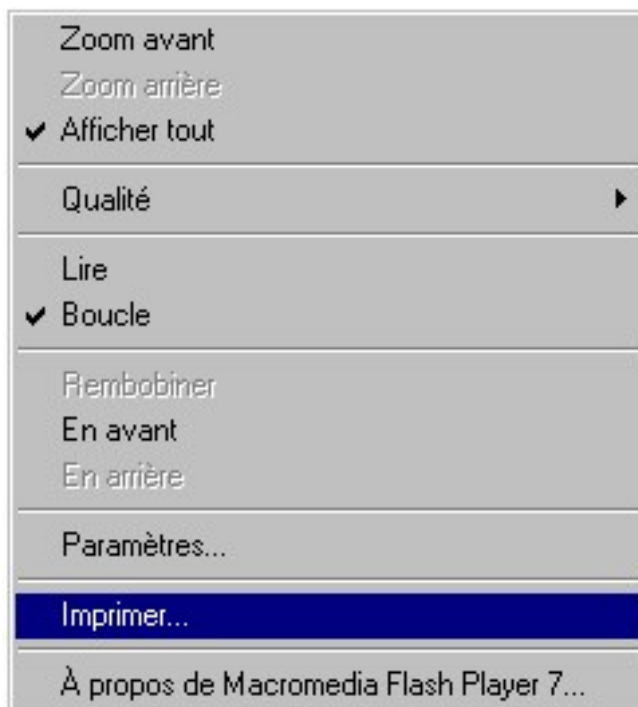 Zoom avant
Zoom arrière
Afficher tout
Qualité
Lire
Boucle
Rembobiner
En avant
En arrière
Paramètres...
Imprimer...
À propos de Macromedia Flash Player 7...